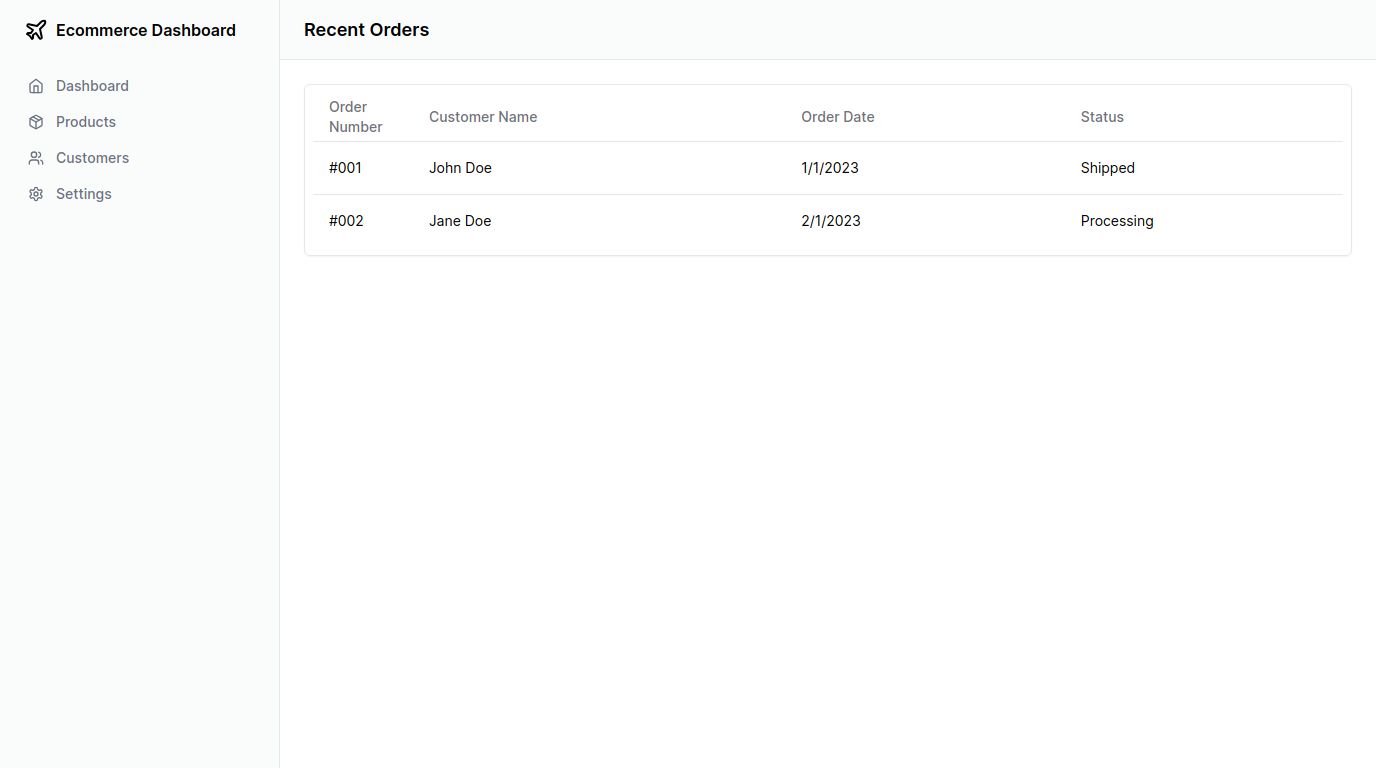 Ecommerce Dashboard
Dashboard
Products
Customers
Settings
Recent Orders
Order
Number
Customer Name
Order Date
Status
#001
John Doe
1/1/2023
Shipped
#002
Jane Doe
2/1/2023
Processing